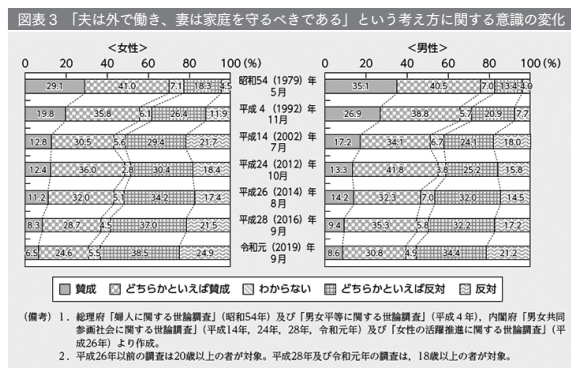 図表3 「夫は外で働き、妻は家庭を守るべきである」という考え方に関する意識の変化
<女性>
0 20 40 60 80 100(%)
29.1 41.0 7.1 18.3 4.5
19.8 35.8 6.1 26.4 11.9
12.8 30.5 5.6 29.4 21.7
12.4 36.0 2.8 30.4 18.4
11.2 32.0 5.1 34.2 17.4
8.3 28.7 4.5 37.0 21.5
6.5 24.6 5.5 38.5 24.9
昭和54(1979)年
5月
平成4(1992)年
11月
平成14(2002)年
7月
平成24(2012)年
10月
平成26(2014)年
8月
平成28(2016)年
9月
令和元(2019)年
9月
<男性>
0 20 40 60 80 100(%)
35.1 40.5 7.0 13.4 4.0
26.9 38.8 5.7 20.9 7.7
17.2 34.1 6.7 24.1 18.0
13.3 41.8 3.8 25.2 15.8
14.2 32.3 7.0 32.0 14.5
9.4 35.3 5.8 32.2 17.2
8.6 30.8 4.9 34.4 21.2
賛成 どちらかといえば賛成 わからない どちらかといえば反対 反対
(備考)1.総理府「婦人に関する世論調査」(昭和54年)及び「男女平等に関する世論調査」(平成4年),内閣府「男女共同
参画社会に関する世論調査」(平成14年,24年,28年,令和元年)及び「女性の活躍推進に関する世論調査」(平
成26年)より作成。
2.平成26年以前の調査は20歳以上の者が対象。平成28年及び令和元年の調査は,18歳以上の者が対象。